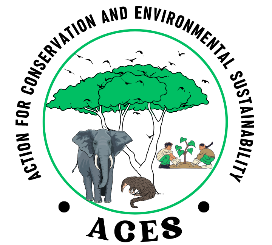 ACTION FOR CONSERVATION AND ENVIRONMENTAL SUSTAINABILITY
ACES